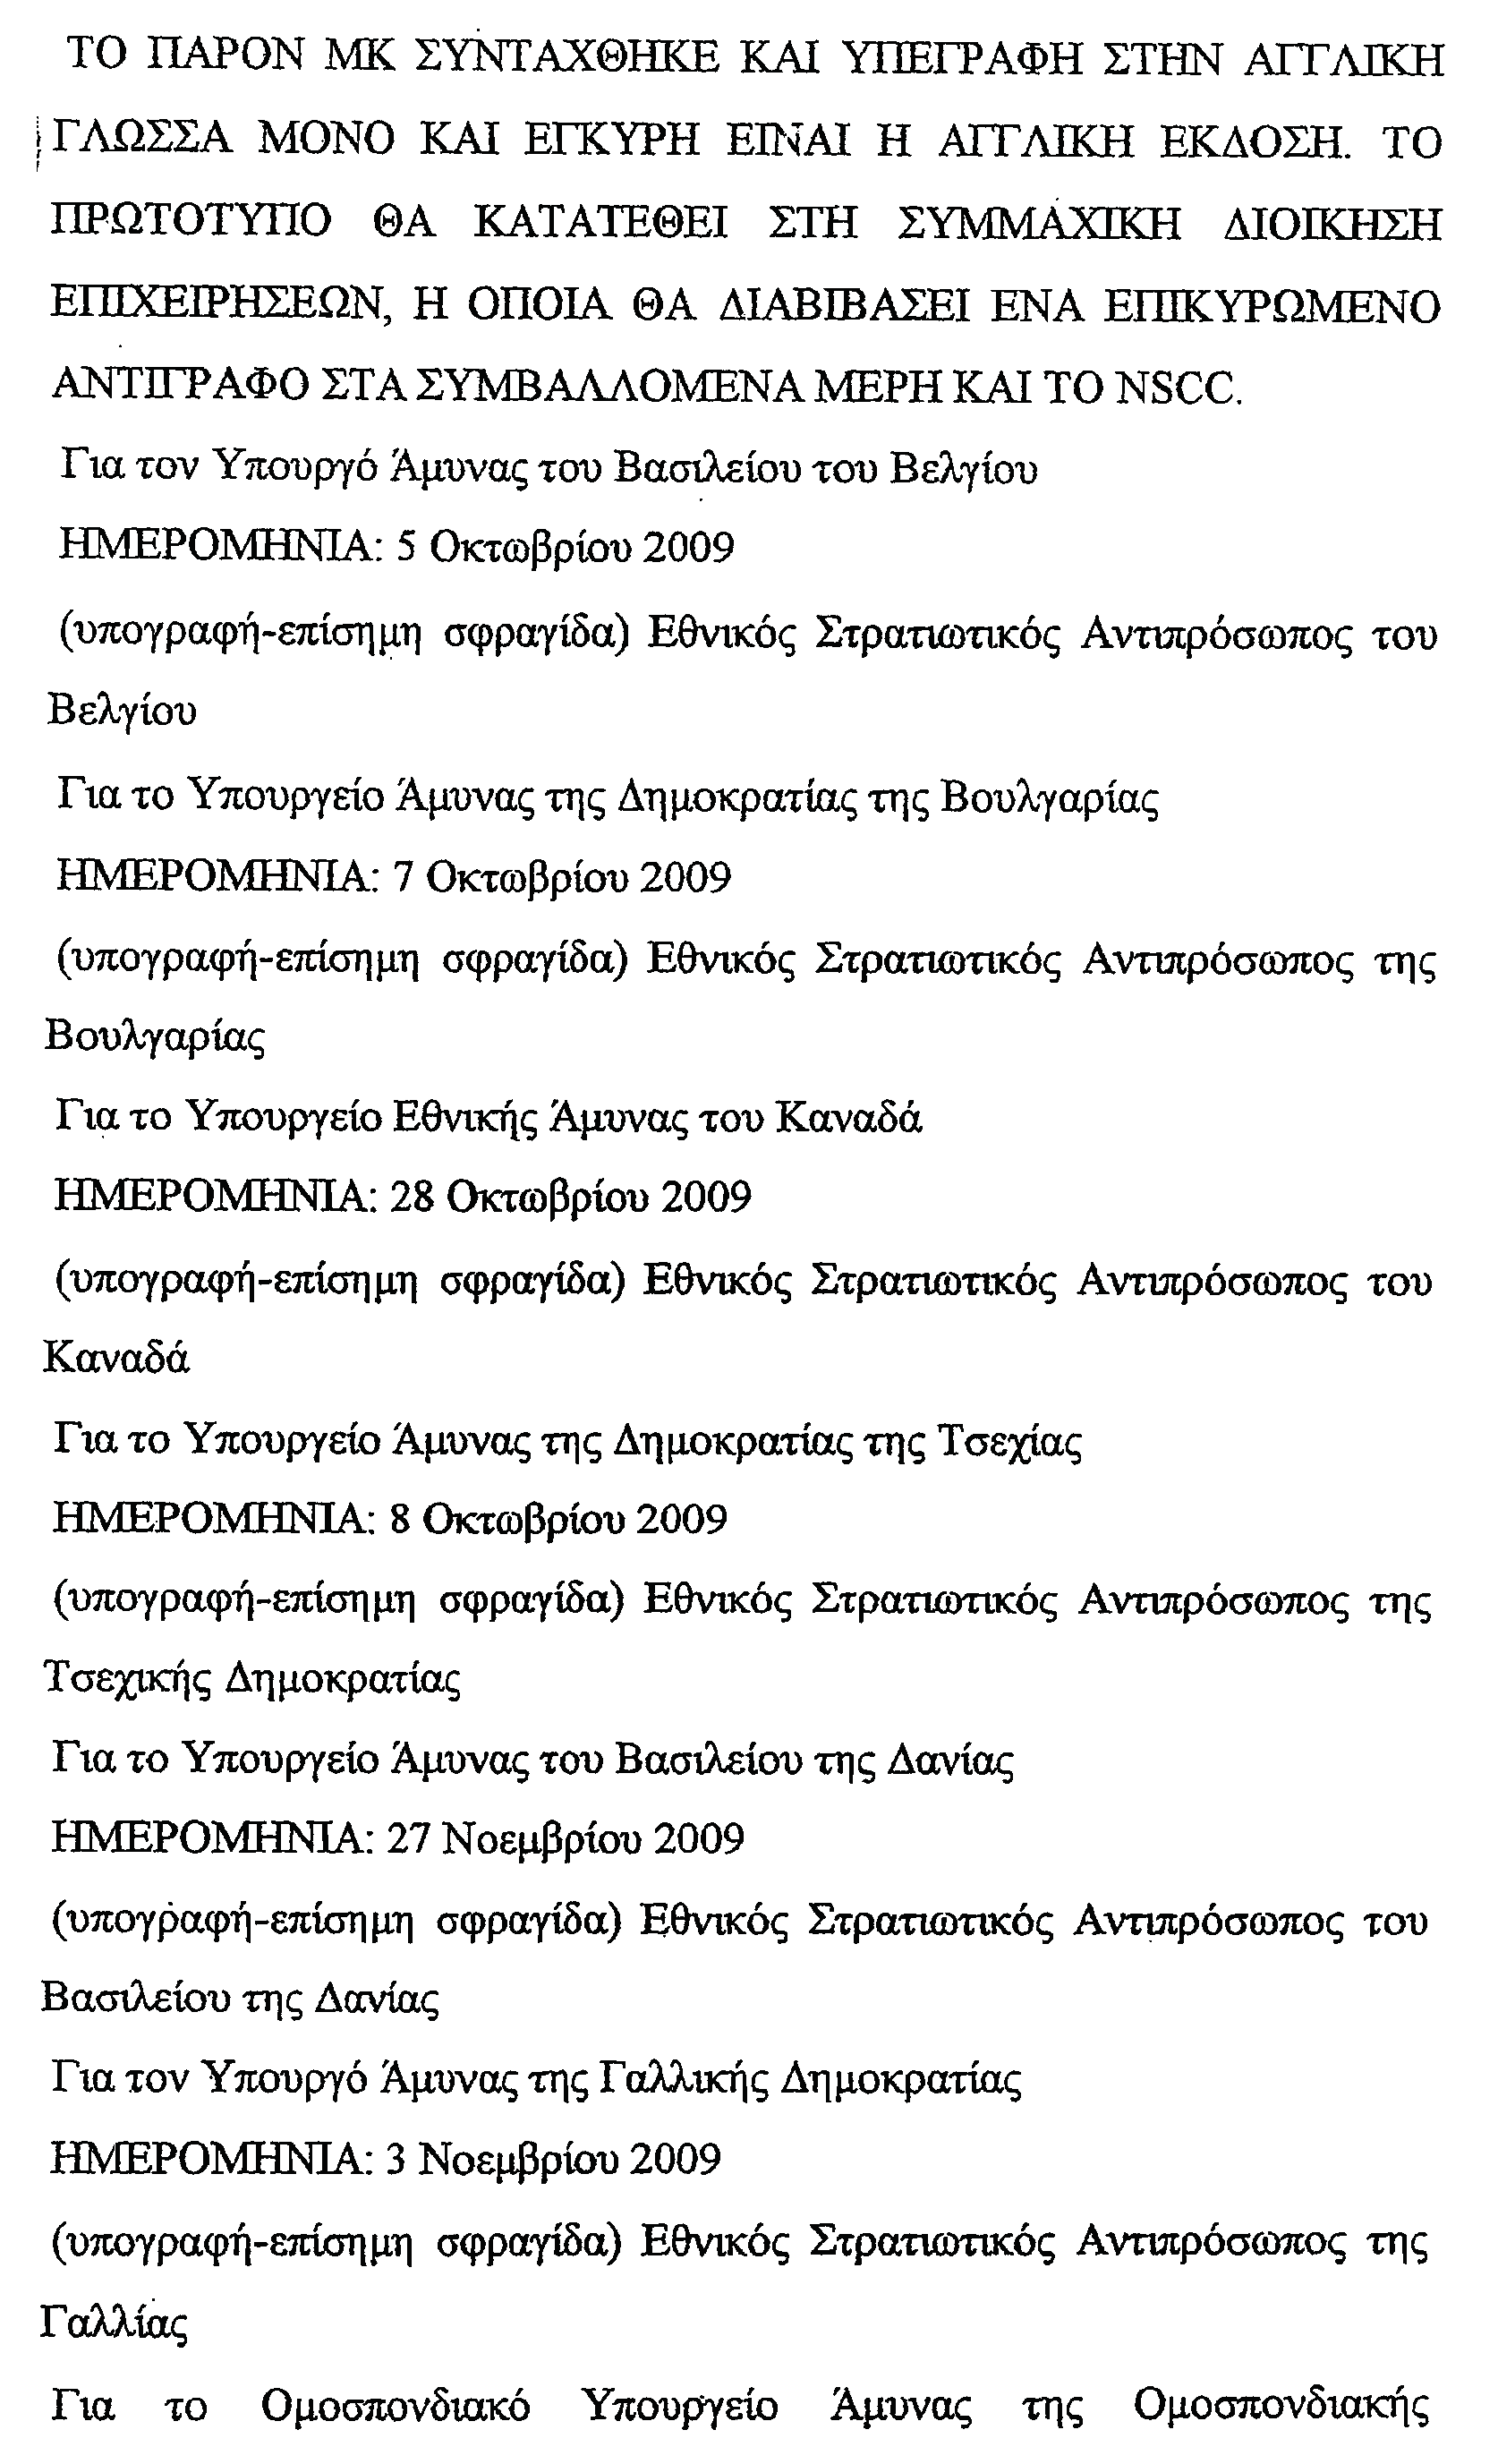 ΤΟ ΠΑΡΟΝ ΜΚ ΣΥΝΤΑΧΘΗΚΕ ΚΑΙ ΥΠΕΓΡΑΦΗ ΣΤΗΝ ΑΓΓΛΙΚΗ
ΓΛΩΣΣΑ ΜΟΝΟ ΚΑΙ ΕΓΚΥΡΗ ΕΙΝΑΙ Η ΑΓΓΛΙΚΗ ΕΚΔΟΣΗ. ΤΟ
ΠΡΩΤΟΤΥΠΟ ΘΑ ΚΑΤΑΤΕΘΕΙ ΣΤΗ ΣΥΜΜΑΧΙΚΗ ΔΙΟΙΚΗΣΗ
ΕΠΙΧΕΙΡΗΣΕΩΝ, Η ΟΠΟΙΑ ΘΑ ΔΙΑΒΙΒΑΣΕΙ ΕΝΑ ΕΠΙΚΥΡΩΜΕΝΟ
ΑΝΤΙΓΡΑΦΟ ΣΤΑ ΣΥΜΒΑΛΛΟΜΕΝΑ ΜΕΡΗ ΚΑΙ ΤΟ NSCC.
Για τον Υπουργό Άμυνας του Βασιλείου του Βελγίου
ΗΜΕΡΟΜΗΝΙΑ: 5 Οκτωβρίου 2009
(υπογραφή-επίσημη σφραγίδα) Εθνικός Στρατιωτικός Αντιπρόσωπος του
Βελγίου
Για το Υπουργείο Άμυνας της Δημοκρατίας της Βουλγαρίας
ΗΜΕΡΟΜΗΝΙΑ: 7 Οκτωβρίου 2009
(υπογραφή-επίσημη σφραγίδα) Εθνικός Στρατιωτικός Αντιπρόσωπος της
Βουλγαρίας
Για το Υπουργείο Εθνικής Άμυνας του Καναδά
ΗΜΕΡΟΜΗΝΙΑ: 28 Οκτωβρίου 2009
(υπογραφή-επίσημη σφραγίδα) Εθνικός Στρατιωτικός Αντιπρόσωπος του
Καναδά
Για το Υπουργείο Άμυνας της Δημοκρατίας της Τσεχίας
ΗΜΕΡΟΜΗΝΙΑ: 8 Οκτωβρίου 2009
(υπογραφή-επίσημη σφραγίδα) Εθνικός Στρατιωτικός Αντιπρόσωπος της
Τσεχικής Δημοκρατίας
Για το Υπουργείο Άμυνας του Βασιλείου της Δανίας
ΗΜΕΡΟΜΗΝΙΑ: 27 Νοεμβρίου 2009
(υπογραφή-επίσημη σφραγίδα) Εθνικός Στρατιωτικός Αντιπρόσωπος του
Βασιλείου της Δανίας
Για τον Υπουργό Άμυνας της Γαλλικής Δημοκρατίας
ΗΜΕΡΟΜΗΝΙΑ: 3 Νοεμβρίου 2009
(υπογραφή-επίσημη σφραγίδα) Εθνικός Στρατιωτικός Αντιπρόσωπος της
Γαλλίας
Για το Ομοσπονδιακό Υπουργείο Άμυνας της Ομοσπονδιακής